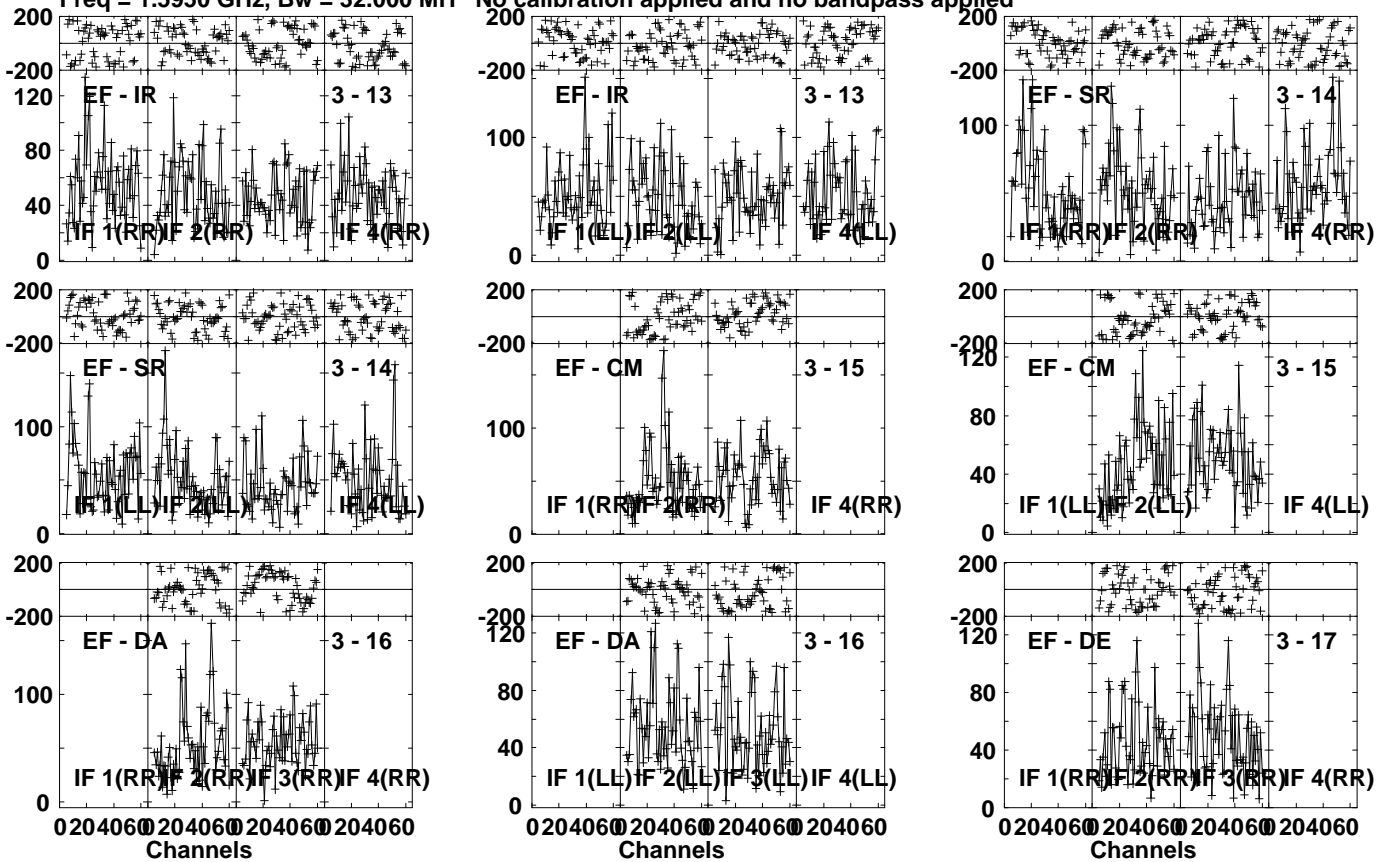 Freq = 1.5950 GHz, Bw = 32.000 MH No calibration applied and no bandpass applied
200 200 200
-200 -200 -200
EF - IR 3 - 13 EF - IR 3 - 13 EF - SR 3 - 14
120 100 100
80
40
IF 1(RR) IF 2(RR) IF 4(RR) IF 1(LL) IF 2(LL) IF 4(LL) IF 1(RR) IF 2(RR) IF 4(RR)
0 0 0
200 200 200
-200 -200 -200
EF - SR 3 - 14 EF - CM 3 - 15 EF - CM 3 - 15
100 100 120
80
40
IF 1(LL) IF 2(LL) IF 4(LL) IF 1(RR) IF 2(RR) IF 4(RR) IF 1(LL) IF 2(LL) IF 4(LL)
0 0 0
200 200 200
-200 -200 -200
EF - DA 3 - 16 EF - DA 3 - 16 EF - DE 3 - 17
100 120 120
80 80
40 40
IF 1(RR) IF 2(RR) IF 3(RR) IF 4(RR) IF 1(LL) IF 2(LL) IF 3(LL) IF 4(LL) IF 1(RR) IF 2(RR) IF 3(RR) IF 4(RR)
0 0 0
0 20 40 60 0 20 40 60 0 20 40 60 0 20 40 60 0 20 40 60 0 20 40 60 0 20 40 60 0 20 40 60 0 20 40 60 0 20 40 60 0 20 40 60 0 20 40 60
Channels Channels Channels